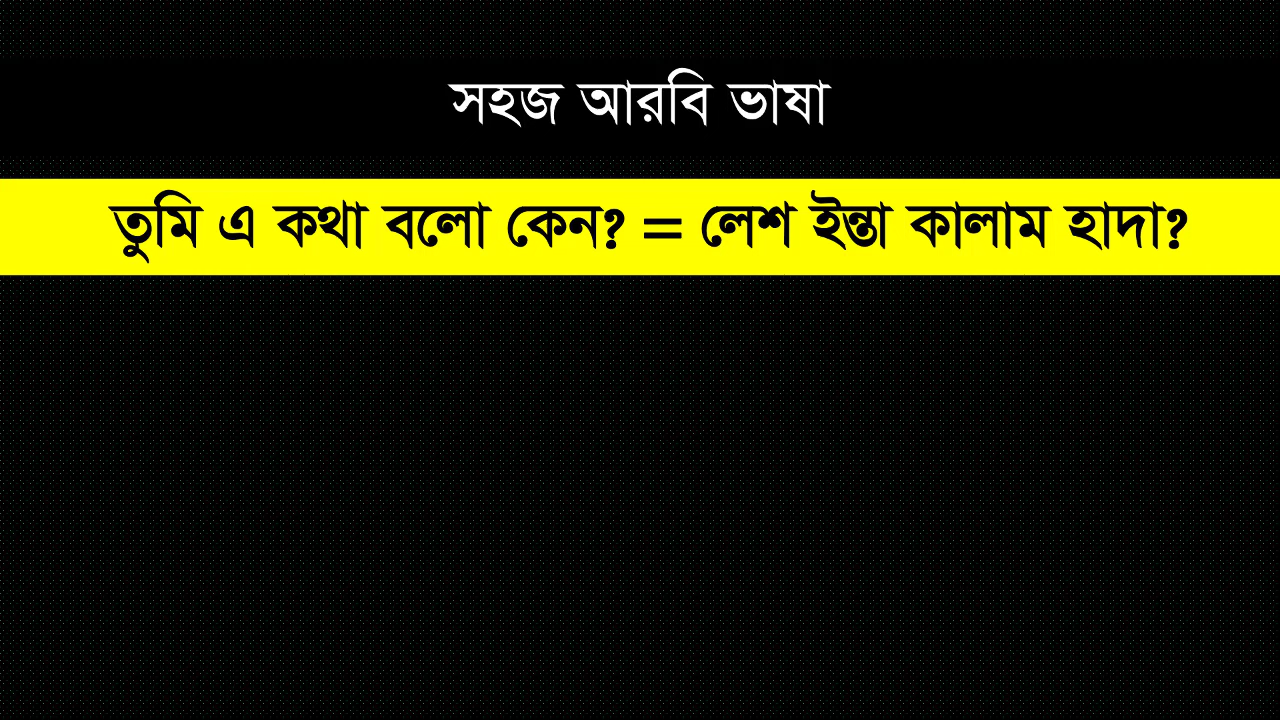 সহজ আরবি ভাষা
তুমি এ কথা বলো কেন? = লেশ ইন্তা কালাম হাদা?